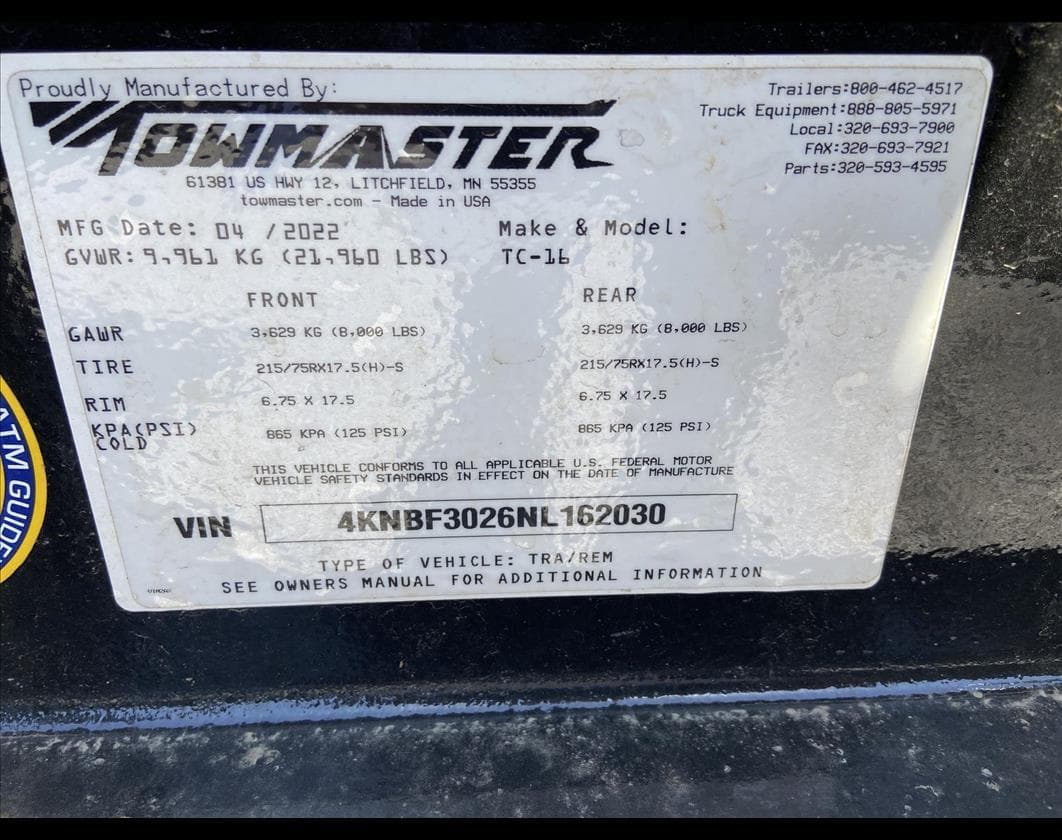 Proudly Manufactured By:
TOWMASTER
61381 US HWY 12, LITCHFIELD, MN 55355
towmaster.com - Made in USA
Trailers:800-462-4517
Truck Equipment:888-805-5971
Local:320-693-7900
FAX:320-693-7921
Parts:320-593-4595
MFG Date: 04 /2022 Make & Model:
GVWR: 9,961 KG (21,960 LBS) TC-16
FRONT REAR
GAWR 3,629 KG (8,000 LBS) 3,629 KG (8,000 LBS)
TIRE 215/75RX17.5(H)-S 215/75RX17.5(H)-S
RIM 6.75 X 17.5 6.75 X 17.5
KPA(PSI) 865 KPA (125 PSI) 865 KPA (125 PSI)
COLD
THIS VEHICLE CONFORMS TO ALL APPLICABLE U.S. FEDERAL MOTOR
VEHICLE SAFETY STANDARDS IN EFFECT ON THE DATE OF MANUFACTURE
VIN 4KNBF3026NL162030
TYPE OF VEHICLE: TRA/REM
SEE OWNERS MANUAL FOR ADDITIONAL INFORMATION
ATM GUIDE